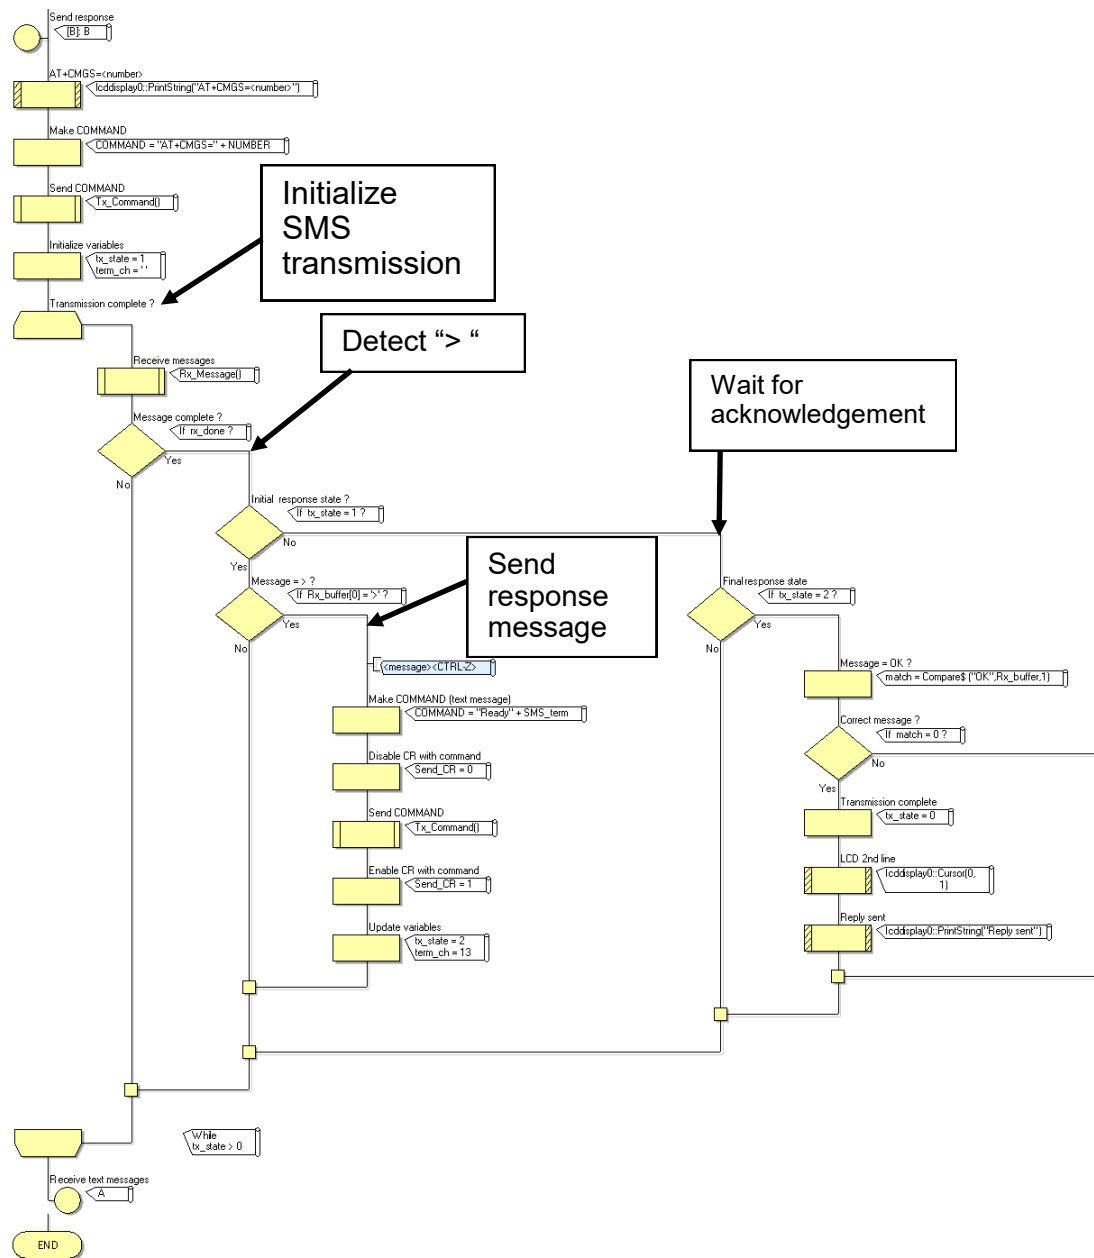 Send response
[B]: B
AT+CMGS=<number>
lcddisplay0::PrintString("AT+CMGS=<number>")
Make COMMAND
COMMAND = "AT+CMGS=" + NUMBER
Send COMMAND
Tx_Command()
Initialize variables
tx_state = 1
term_ch = ' '
Transmission complete ?
Initialize
SMS
transmission
Detect “> “
Receive messages
Rx_Message()
Message complete ?
If rx_done ?
Yes
No
Wait for
acknowledgement
Initial response state ?
If tx_state = 1 ?
No
Yes
Message = > ?
If Rx_buffer[0] = '>' ?
Yes
No
Send
response
message
<message><CTRL-Z>
Make COMMAND (text message)
COMMAND = "Ready" + SMS_term
Disable CR with command
Send_CR = 0
Send COMMAND
Tx_Command()
Enable CR with command
Send_CR = 1
Update variables
tx_state = 2
term_ch = 13
Final response state
If tx_state = 2 ?
Yes
No
Message = OK ?
match = Compare$ ("OK",Rx_buffer,1)
Correct message ?
If match = 0 ?
No
Yes
Transmission complete
tx_state = 0
LCD 2nd line
lcddisplay0::Cursor(0,
1)
Reply sent
lcddisplay0::PrintString("Reply sent")
While
tx_state > 0
Receive text messages
A
END